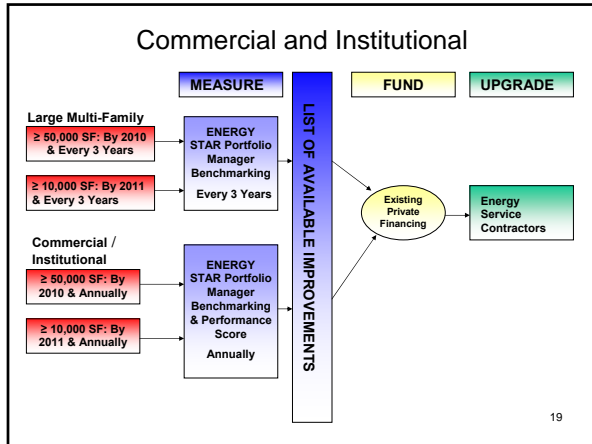 Commercial and Institutional
MEASURE
FUND
UPGRADE
LIST OF AVAILABLE IMPROVEMENTS
Large Multi-Family
≥ 50,000 SF: By 2010
& Every 3 Years
≥ 10,000 SF: By 2011
& Every 3 Years
ENERGY
STAR Portfolio
Manager
Benchmarking
Every 3 Years
Commercial /
Institutional
≥ 50,000 SF: By
2010 & Annually
≥ 10,000 SF: By
2011 & Annually
ENERGY
STAR Portfolio
Manager
Benchmarking
& Performance
Score
Annually
Existing
Private
Financing
Energy
Service
Contractors
19